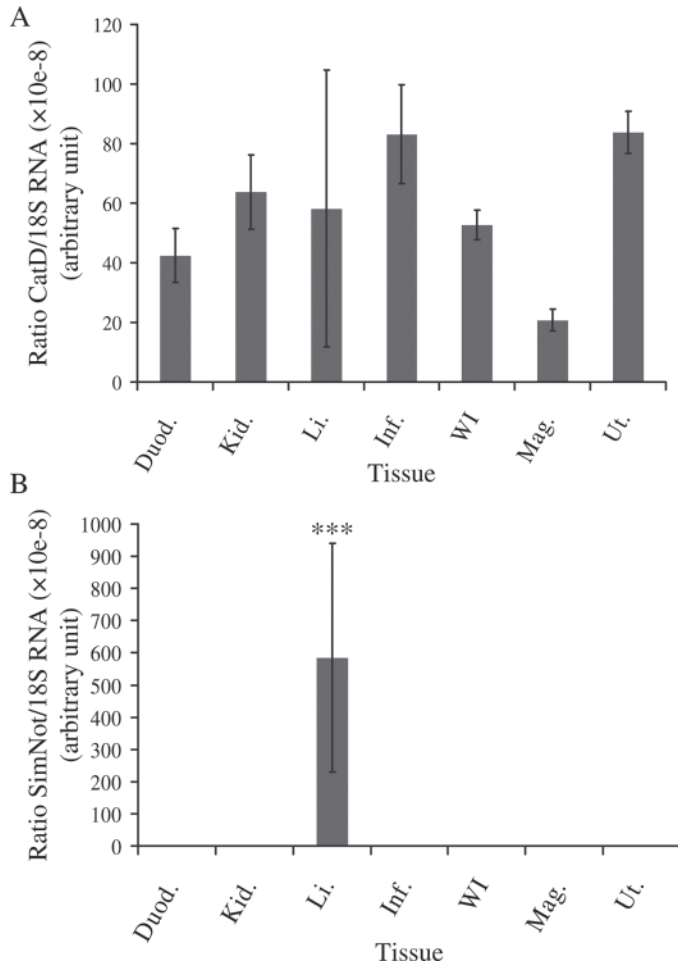 A
Ratio CatD/18S RNA (×10e-8)
(arbitrary unit)
120
100
80
60
40
20
0
Duod.
Kid.
Li.
Inf.
WI
Mag.
Ut.
Tissue
B
Ratio SimNot/18S RNA (×10e-8)
(arbitrary unit)
1000
900
800
700
600
500
400
300
200
100
0
***
Duod.
Kid.
Li.
Inf.
WI
Mag.
Ut.
Tissue